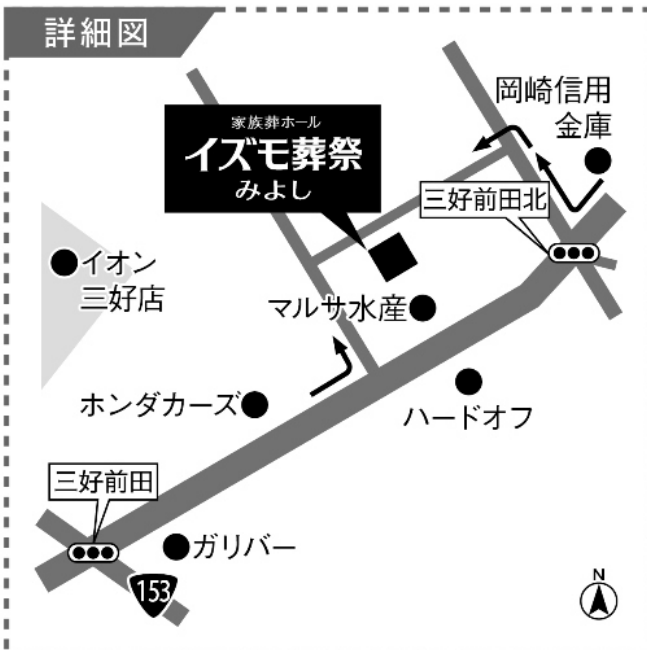 詳細図
岡崎信用
金庫
家族葬ホール
イズモ葬祭
みよし
三好前田北
イオン
三好店
マルサ水産
ホンダカーズ
ハードオフ
三好前田
ガリバー
153
N